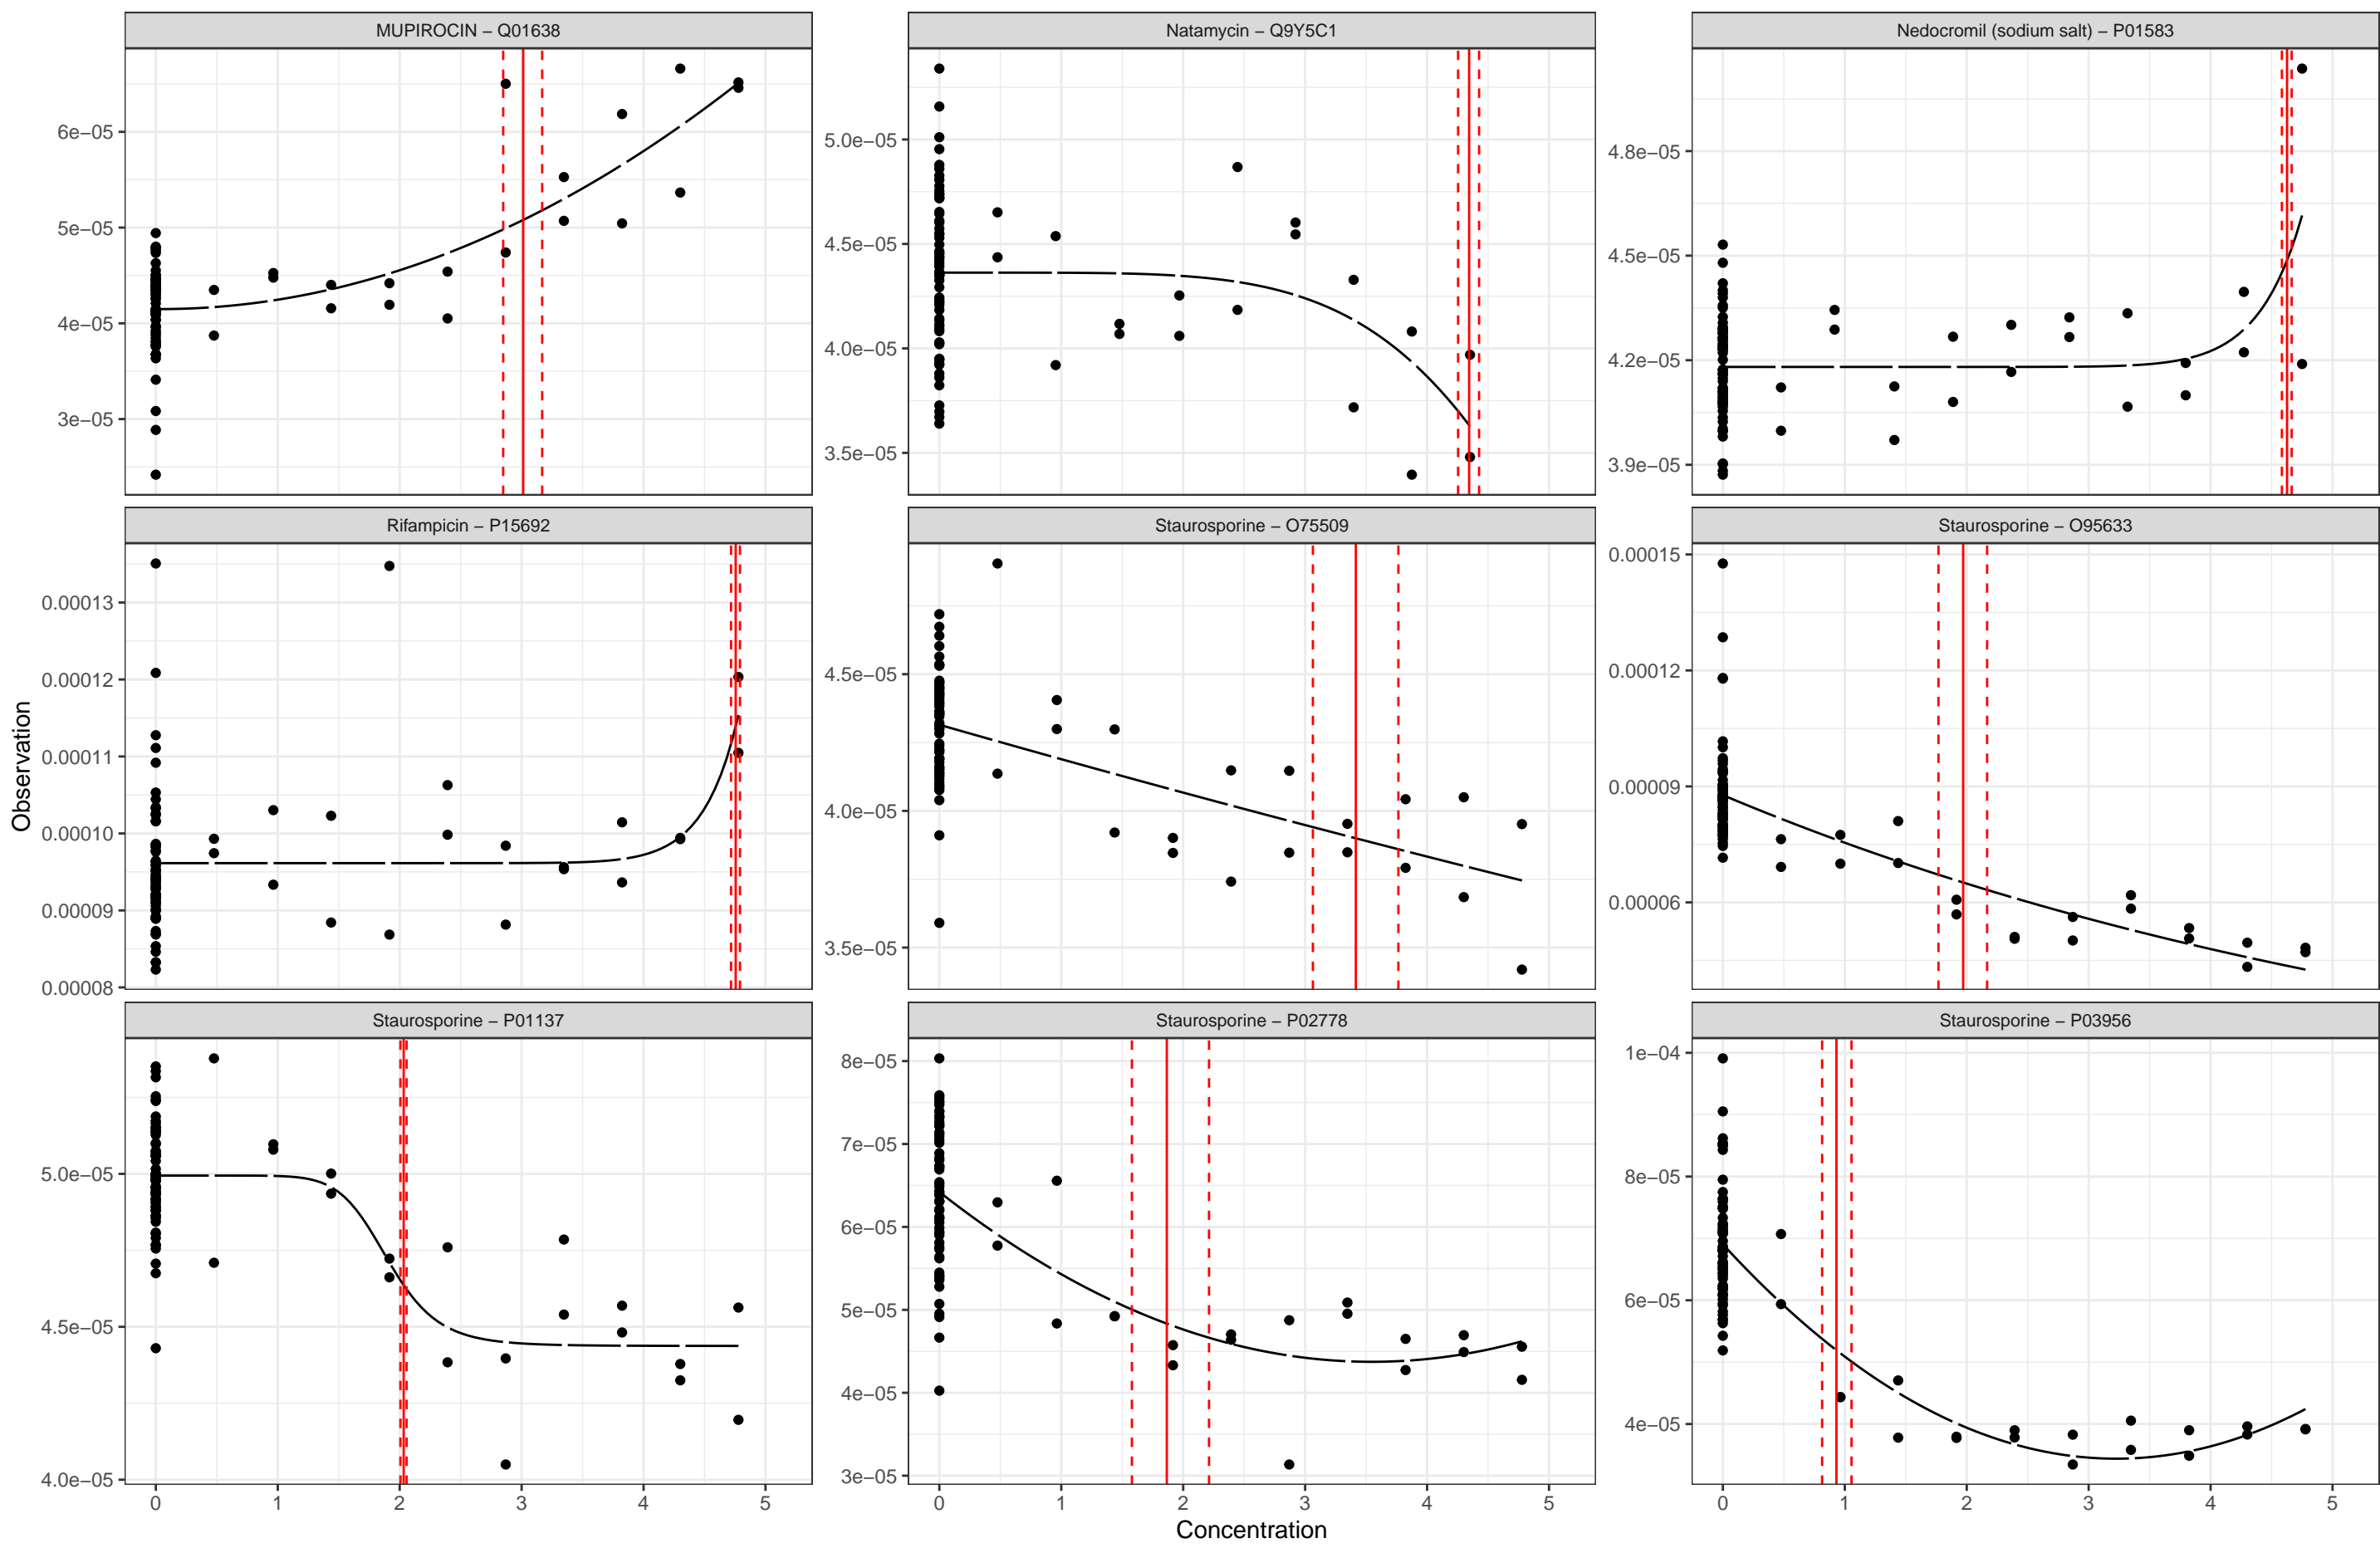 MUPIROCIN − Q01638
Natamycin − Q9Y5C1
Nedocromil (sodium salt) − P01583
6e−05
5e−05
4e−05
3e−05
5.0e−05
4.5e−05
4.0e−05
3.5e−05
4.8e−05
4.5e−05
4.2e−05
3.9e−05
Rifampicin − P15692
Staurosporine − O75509
Staurosporine − O95633
0.00013
0.00012
0.00011
0.00010
0.00009
0.00008
4.5e−05
4.0e−05
3.5e−05
0.00015
0.00012
0.00009
0.00006
Observation
Staurosporine − P01137
Staurosporine − P02778
Staurosporine − P03956
5.0e−05
4.5e−05
4.0e−05
8e−05
7e−05
6e−05
5e−05
4e−05
3e−05
1e−04
8e−05
6e−05
4e−05
0 1 2 3 4 5
0 1 2 3 4 5
0 1 2 3 4 5
Concentration